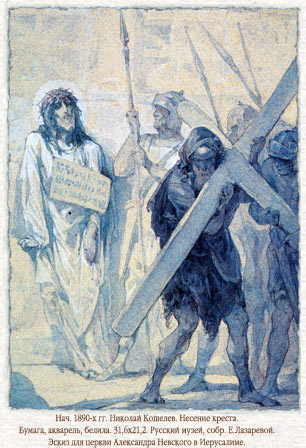 Нач. 1890-х гг. Николай Кошелев. Несение креста.
Бумага, акварель, белила. 31,6х21,2. Русский музей, собр. Е.Лазаревой.
Эскиз для церкви Александра Невского в Иерусалиме.